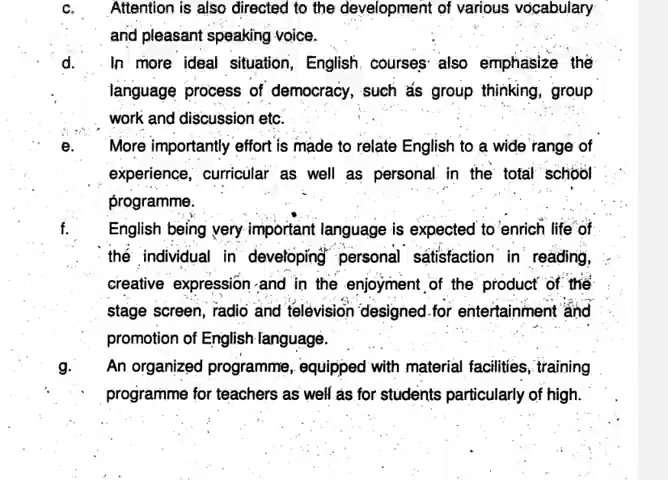 c. Attention is also directed to the development of various vocabulary
and pleasant speaking voice.
d. In more ideal situation, English courses also emphasize the
language process of democracy, such as group thinking, group
work and discussion etc.
e. More importantly effort is made to relate English to a wide range of
experience, curricular as well as personal in the total school
programme.
f. English being very important language is expected to enrich life of
the individual in developing personal satisfaction in reading,
creative expression and in the enjoyment of the product of the
stage screen, radio and television designed for entertainment and
promotion of English language.
g. An organized programme, equipped with material facilities, training
programme for teachers as well as for students particularly of high.